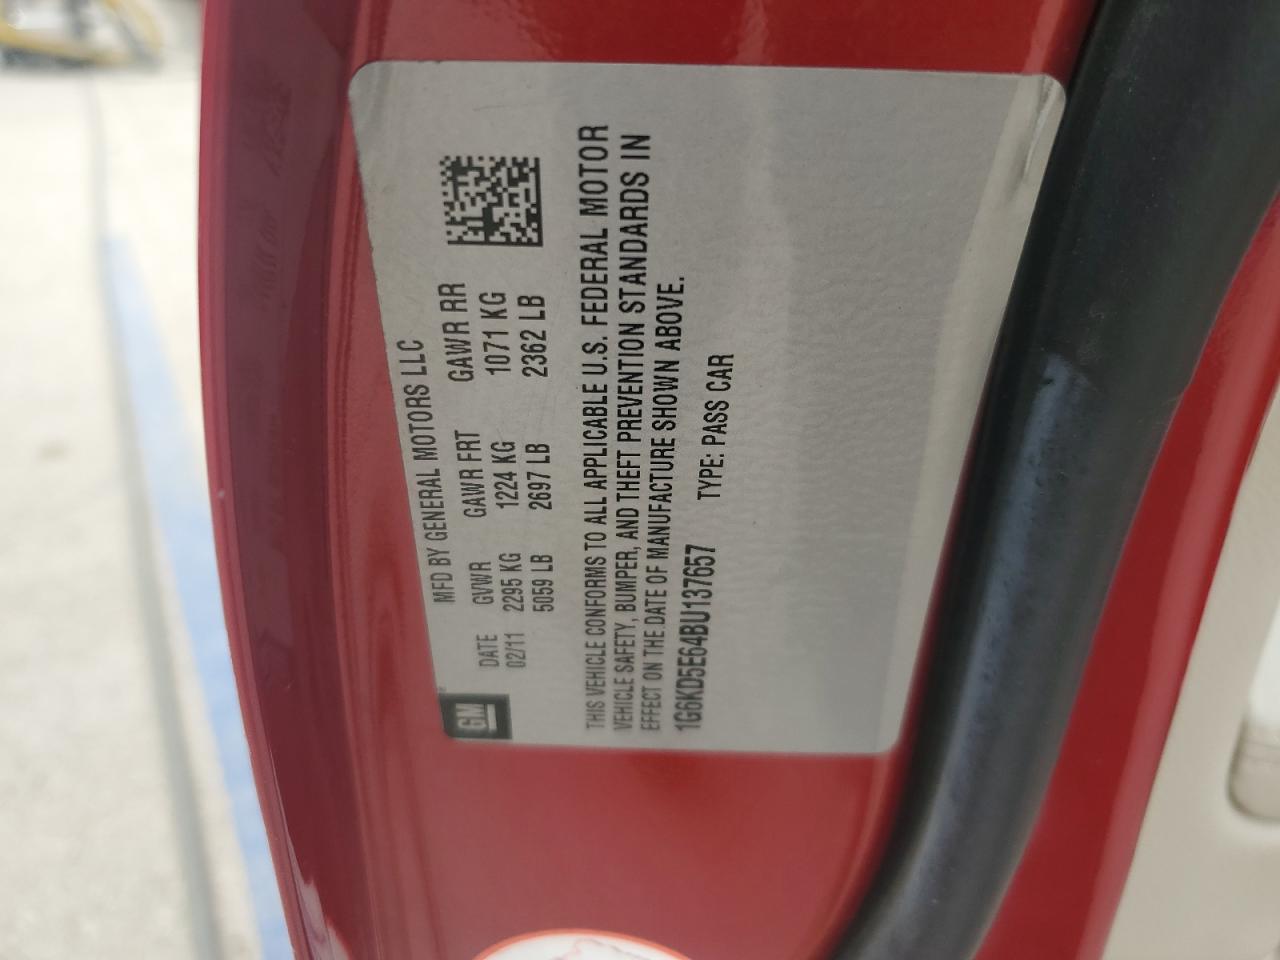 MFD BY GENERAL MOTORS LLC
DATE GVWR GAWR FRT GAWR RR
02/11 2295 KG 1224 KG 1071 KG
5059 LB 2697 LB 2362 LB
GM
THIS VEHICLE CONFORMS TO ALL APPLICABLE U.S. FEDERAL MOTOR
VEHICLE SAFETY, BUMPER, AND THEFT PREVENTION STANDARDS IN
EFFECT ON THE DATE OF MANUFACTURE SHOWN ABOVE.
1G6KD5E64BU137657 TYPE: PASS CAR